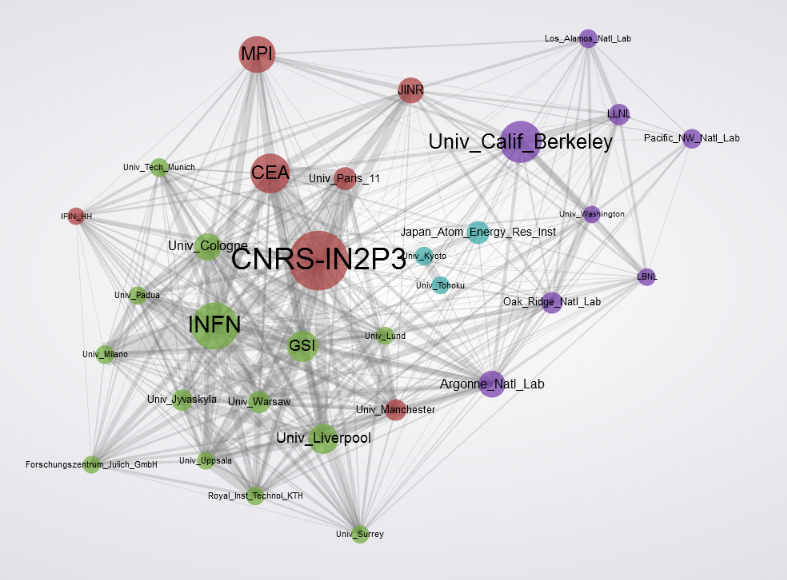 Los_Alamos_Natl_Lab
MPI
JINR
LLNL
Univ_Calif_Berkeley
Pacific_NW_Natl_Lab
Univ_Tech_Munich
CEA
Univ_Paris_11
IFIN_HH
Univ_Washington
Japan_Atom_Energy_Res_Inst
Univ_Cologne
CNRS-IN2P3
Univ_Kyoto
LBNL
Univ_Tohoku
Univ_Padua
Oak_Ridge_Natl_Lab
INFN
Univ_Lund
GSI
Univ_Milano
Argonne_Natl_Lab
Univ_Jyvaskyla
Univ_Warsaw
Univ_Manchester
Univ_Liverpool
Univ_Uppsala
Forschungszentrum_Julich_GmbH
Royal_Inst_Technol_KTH
Univ_Surrey